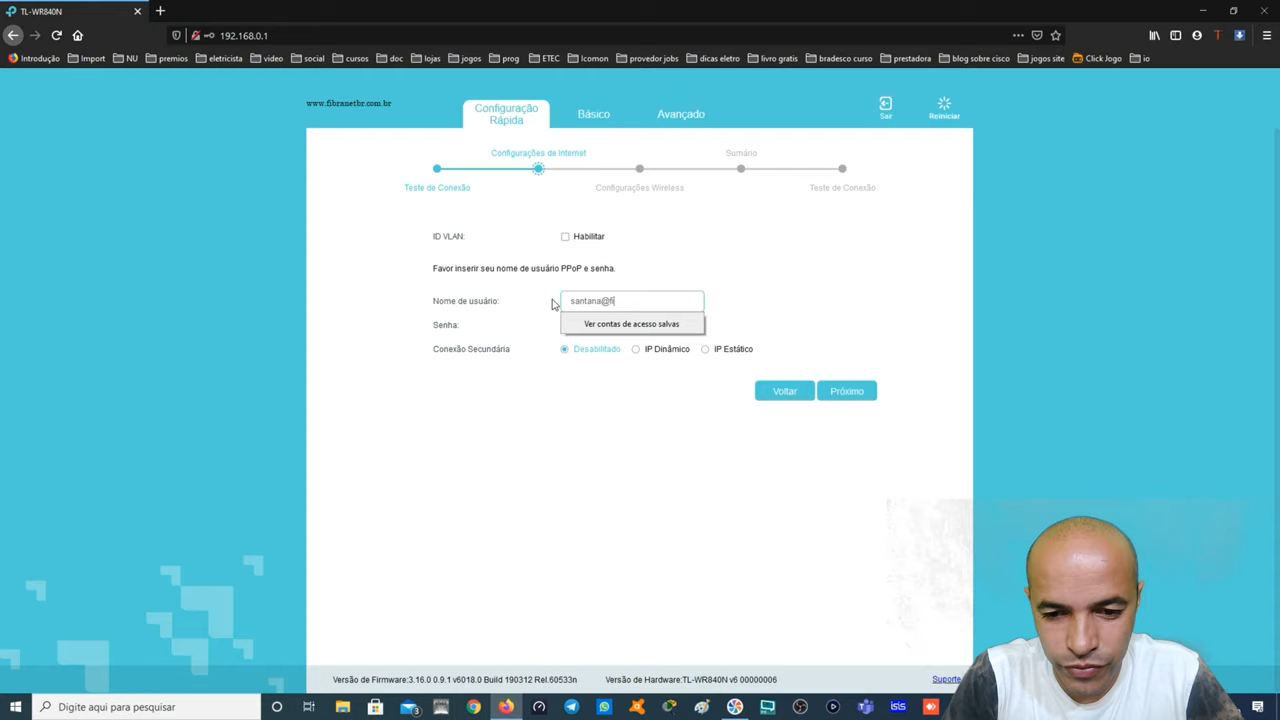 TL-WR840N
192.168.0.1
Introdução Import NU premios eletricista video social cursos doc lojas jogos prog ETEC Icomon provedor jobs dicas eletro livro gratis bradesco curso prestadora blog sobre cisco jogos site Click Jogo io
www.fibranetbr.com.br
Configuração Rápida
Básico
Avançado
Sair
Reiniciar
Configurações de Internet
Sumário
Teste de Conexão
Configurações Wireless
Teste de Conexão
ID VLAN: Habilitar
Favor inserir seu nome de usuário PPoP e senha.
Nome de usuário: santana@fi
Ver contas de acesso salvas
Senha:
Conexão Secundária Desabilitado IP Dinâmico IP Estático
Voltar Próximo
Versão de Firmware:3.16.0 0.9.1 v6018.0 Build 190312 Rel.60533n Versão de Hardware:TL-WR840N v6 00000006 Suporte
Digite aqui para pesquisar